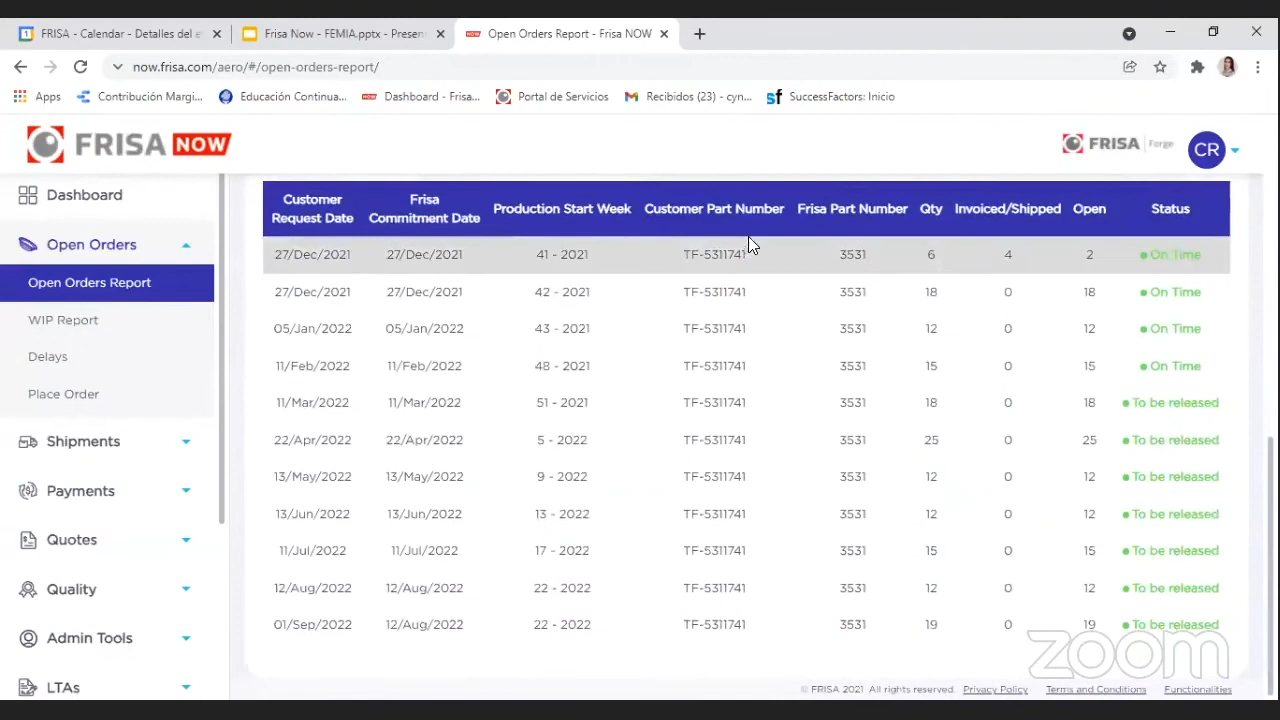 FRISA - Calendar - Detalles del e
Frisa Now - FEMIA.pptx - Presen
Open Orders Report - Frisa NOW
now.frisa.com/aero/#/open-orders-report/
Apps
Contribución Margi...
Educación Continua...
Dashboard - Frisa...
Portal de Servicios
Recibidos (23) - cyn...
SuccessFactors: Inicio
FRISA NOW
FRISA Forge
CR
Dashboard
Open Orders
Open Orders Report
WIP Report
Delays
Place Order
Shipments
Payments
Quotes
Quality
Admin Tools
LTAs
Customer Request Date Frisa Commitment Date Production Start Week Customer Part Number Frisa Part Number Qty Invoiced/Shipped Open Status
27/Dec/2021 27/Dec/2021 41 - 2021 TF-5311741 3531 6 4 2 On Time
27/Dec/2021 27/Dec/2021 42 - 2021 TF-5311741 3531 18 0 18 On Time
05/Jan/2022 05/Jan/2022 43 - 2021 TF-5311741 3531 12 0 12 On Time
11/Feb/2022 11/Feb/2022 48 - 2021 TF-5311741 3531 15 0 15 On Time
11/Mar/2022 11/Mar/2022 51 - 2021 TF-5311741 3531 18 0 18 To be released
22/Apr/2022 22/Apr/2022 5 - 2022 TF-5311741 3531 25 0 25 To be released
13/May/2022 13/May/2022 9 - 2022 TF-5311741 3531 12 0 12 To be released
13/Jun/2022 13/Jun/2022 13 - 2022 TF-5311741 3531 12 0 12 To be released
11/Jul/2022 11/Jul/2022 17 - 2022 TF-5311741 3531 15 0 15 To be released
12/Aug/2022 12/Aug/2022 22 - 2022 TF-5311741 3531 12 0 12 To be released
01/Sep/2022 12/Aug/2022 22 - 2022 TF-5311741 3531 19 0 19 To be released
zoom
© FRISA 2021 All rights reserved. Privacy Policy Terms and Conditions Functionalities